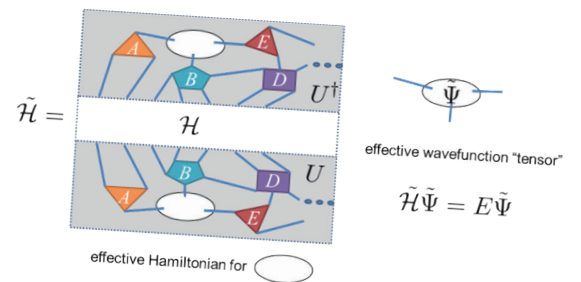 A
E
B
D
U†
H̃ =
H
B
U
D
A
E
effective Hamiltonian for
Ψ̃
effective wavefunction “tensor”
H̃Ψ̃ = EΨ̃